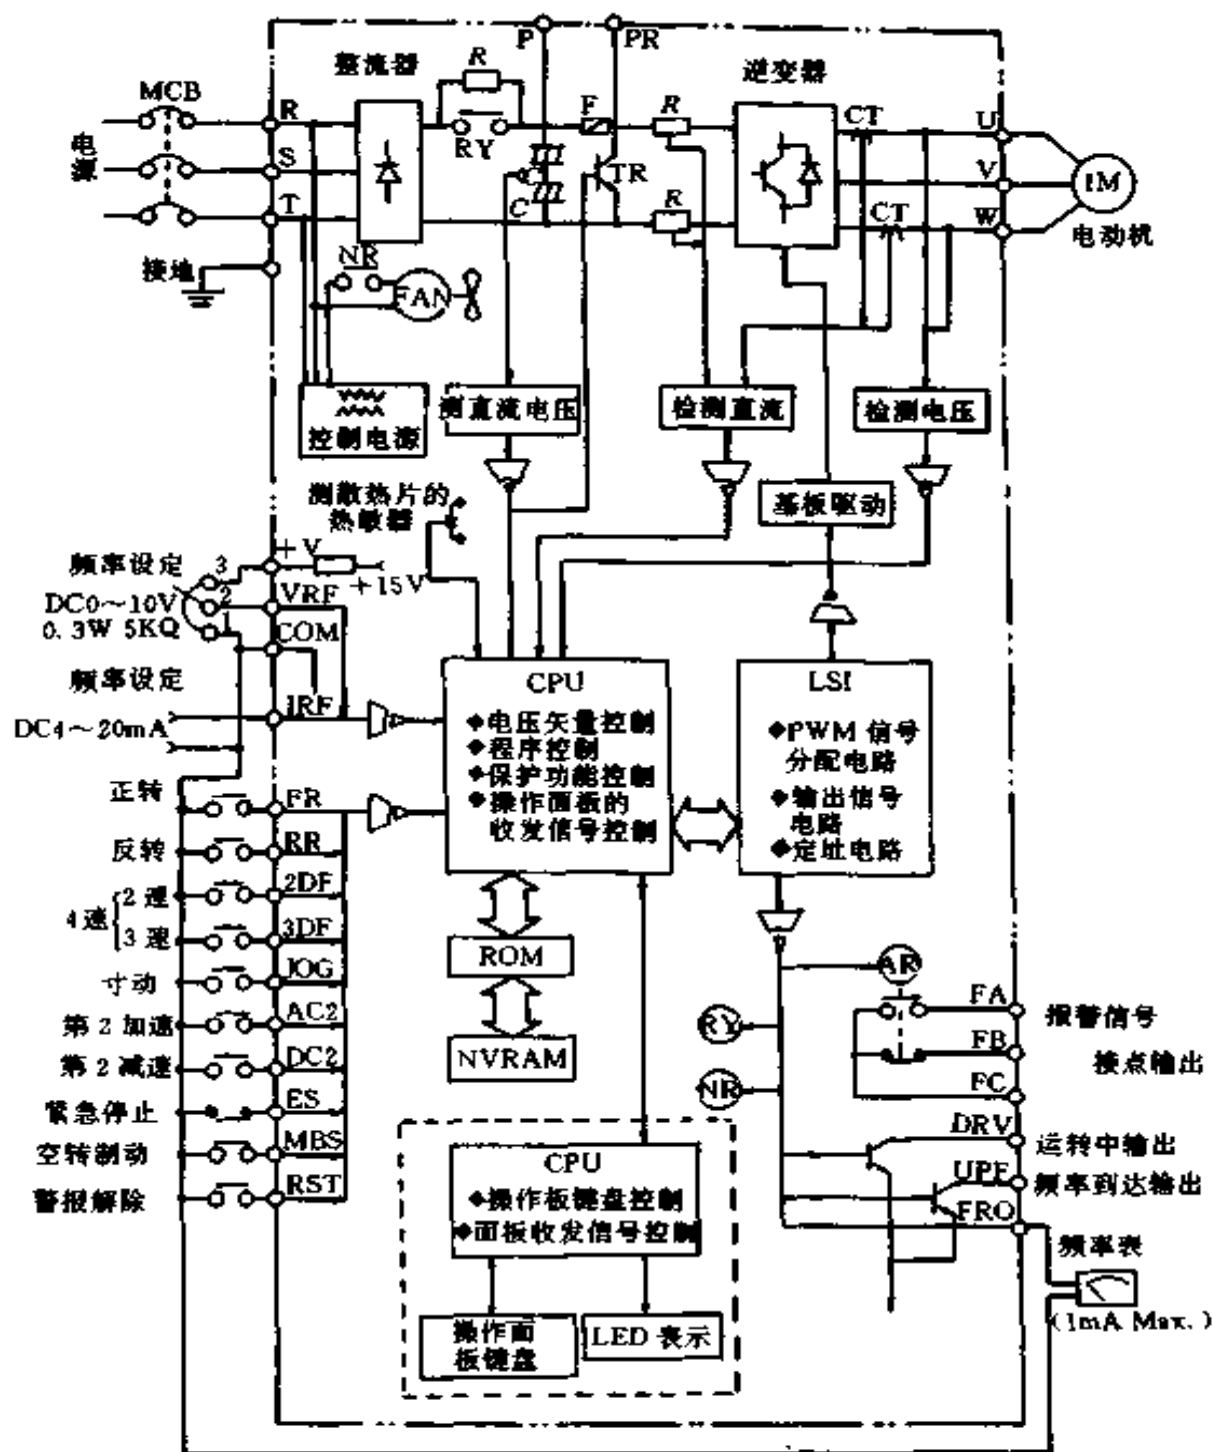 P
PR
整流器
R
逆变器
MCB
R
F
R
CT
U
电源
RY
S
TR
V
IM
T
C
R
CT
W
电动机
接地
NR
FAN
测直流电压
检测直流
检测电压
控制电源
测散热片的
热敏器
基极驱动
频率设定
3
+V
+15V
DC0～10V
2
VRF
0.3W 5KQ
1
COM
频率设定
IRF
DC4～20mA
CPU
◆电压矢量控制
◆程序控制
◆保护功能控制
◆操作面板的
收发信号控制
LSI
◆PWM 信号
分配电路
◆输出信号
电路
◆定址电路
正转
FR
反转
RR
4速
2速
2DF
3速
3DF
寸动
JOG
第2加速
AC2
第2减速
DC2
紧急停止
ES
空转制动
MBS
警报解除
RST
ROM
NVRAM
AR
RY
NR
FA
报警信号
FB
接点输出
FC
DRV
运转中输出
UPF
频率到达输出
FRO
频率表
(1mA Max.)
CPU
◆操作板键盘控制
◆面板收发信号控制
操作面
板键盘
LED 表示